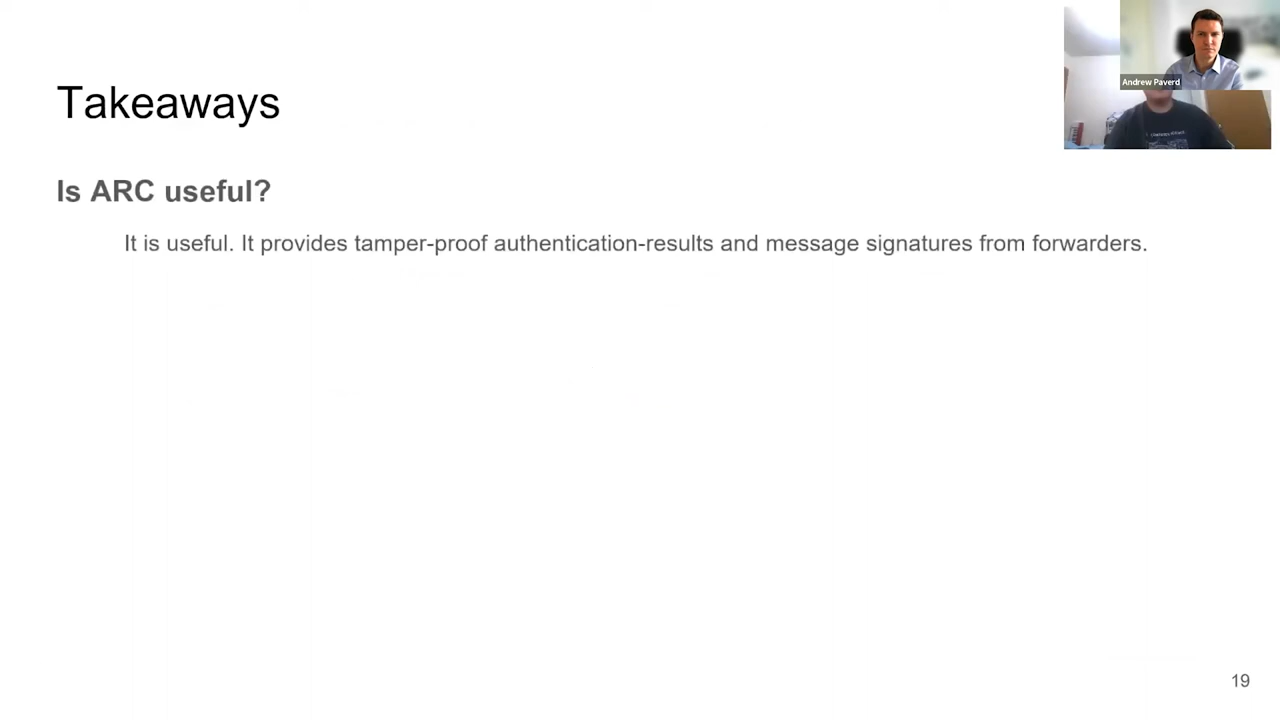 Takeaways
Andrew Paverd
Is ARC useful?
It is useful. It provides tamper-proof authentication-results and message signatures from forwarders.
19